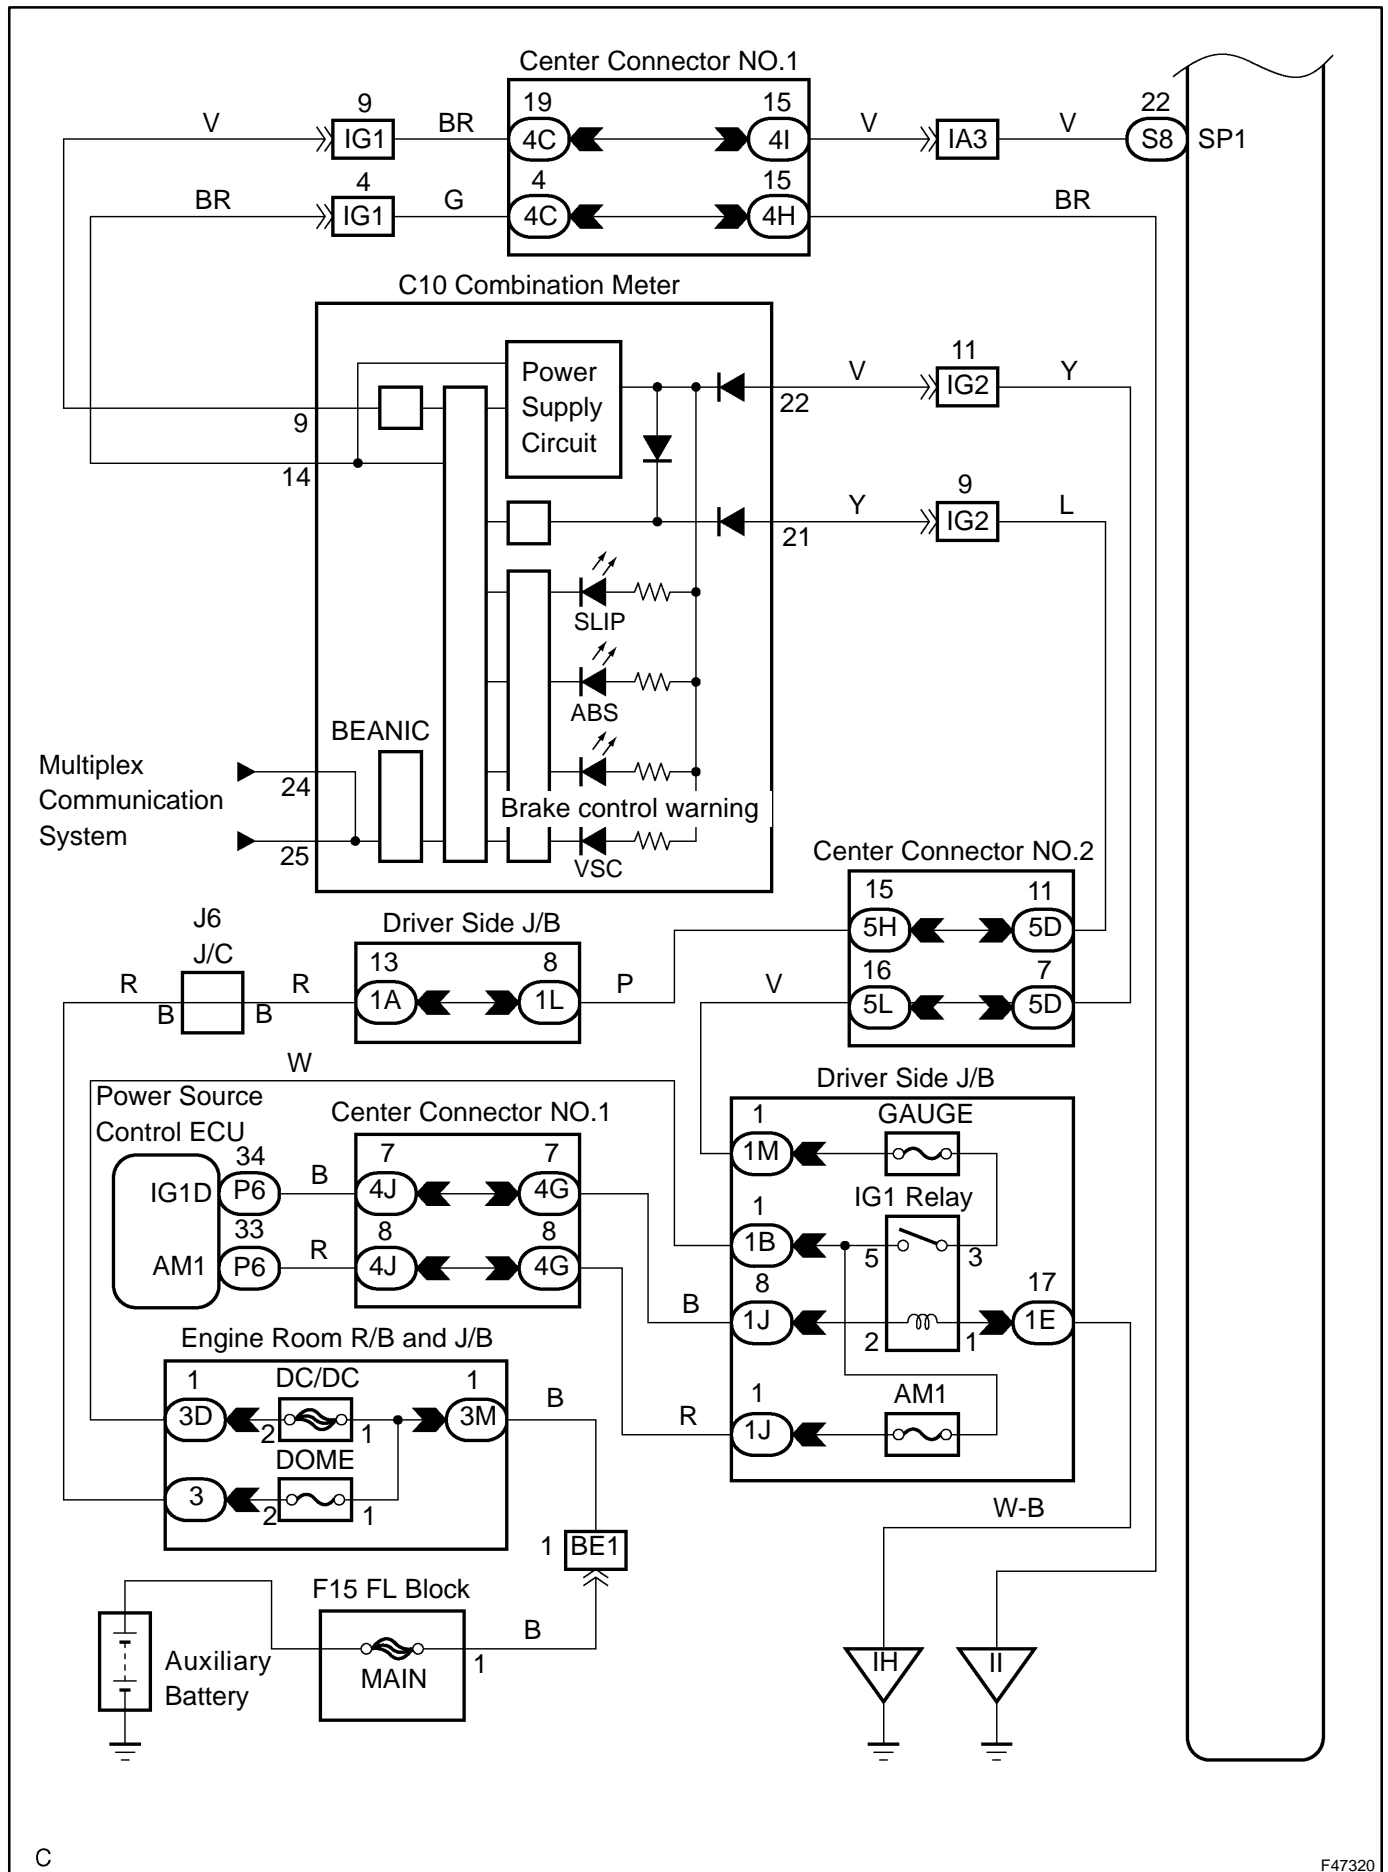 Center Connector NO.1
9 19 15 22
V IG1 BR 4C 4I V IA3 V S8 SP1
4 4 15
BR IG1 G 4C 4H BR
C10 Combination Meter
Power
Supply
Circuit
11
V IG2 Y
9 22
14
9
Y IG2 L
21
SLIP
ABS
BEANIC
Multiplex
Communication
System
24
25
Brake control warning
VSC
Center Connector NO.2
15 11
5H 5D
16 7
V 5L 5D
J6
J/C
Driver Side J/B
13 8
R B B R 1A 1L P
W
Power Source
Control ECU
Center Connector NO.1
34 7 7
IG1D P6 B 4J 4G
33 8 8
AM1 P6 R 4J 4G
Driver Side J/B
1 GAUGE
1M
1 IG1 Relay
1B 5 3
8 17
B 1J 2 1 1E
1 AM1
R 1J
W-B
Engine Room R/B and J/B
1 DC/DC 1
3D 2 1 3M B
DOME
3 2 1
1 BE1
F15 FL Block
B
MAIN 1
Auxiliary
Battery
IH II
C
F47320